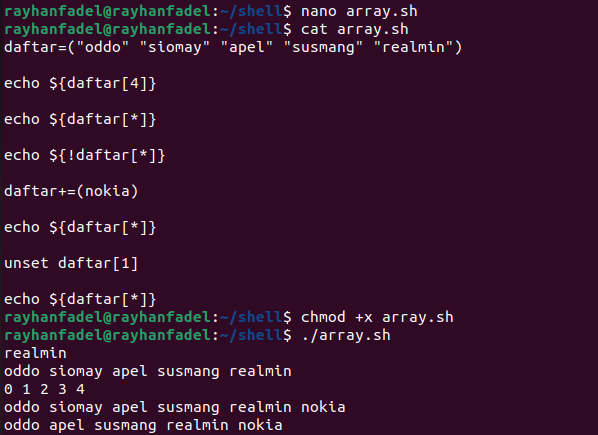 rayhanfadel@rayhanfadel:~/shell$ nano array.sh
rayhanfadel@rayhanfadel:~/shell$ cat array.sh
daftar=("oddo" "siomay" "apel" "susmang" "realmin")
echo ${daftar[4]}
echo ${daftar[*]}
echo ${!daftar[*]}
daftar+=(nokia)
echo ${daftar[*]}
unset daftar[1]
echo ${daftar[*]}
rayhanfadel@rayhanfadel:~/shell$ chmod +x array.sh
rayhanfadel@rayhanfadel:~/shell$ ./array.sh
realmin
oddo siomay apel susmang realmin
0 1 2 3 4
oddo siomay apel susmang realmin nokia
oddo apel susmang realmin nokia